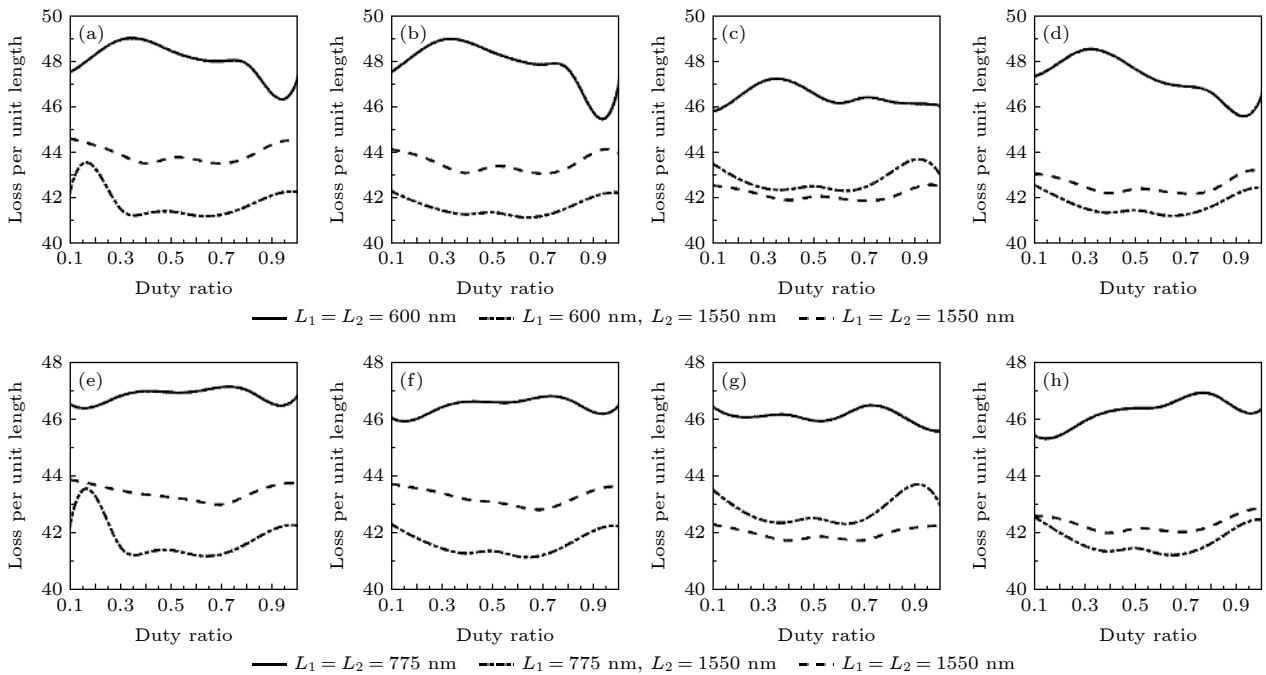 50
48
46
44
42
40
Loss per unit length
(a)
0.1 0.3 0.5 0.7 0.9
Duty ratio
50
48
46
44
42
40
Loss per unit length
(b)
0.1 0.3 0.5 0.7 0.9
Duty ratio
50
48
46
44
42
40
Loss per unit length
(c)
0.1 0.3 0.5 0.7 0.9
Duty ratio
50
48
46
44
42
40
Loss per unit length
(d)
0.1 0.3 0.5 0.7 0.9
Duty ratio
L₁ = L₂ = 600 nm L₁ = 600 nm, L₂ = 1550 nm L₁ = L₂ = 1550 nm
48
46
44
42
40
Loss per unit length
(e)
0.1 0.3 0.5 0.7 0.9
Duty ratio
48
46
44
42
40
Loss per unit length
(f)
0.1 0.3 0.5 0.7 0.9
Duty ratio
48
46
44
42
40
Loss per unit length
(g)
0.1 0.3 0.5 0.7 0.9
Duty ratio
48
46
44
42
40
Loss per unit length
(h)
0.1 0.3 0.5 0.7 0.9
Duty ratio
L₁ = L₂ = 775 nm L₁ = 775 nm, L₂ = 1550 nm L₁ = L₂ = 1550 nm